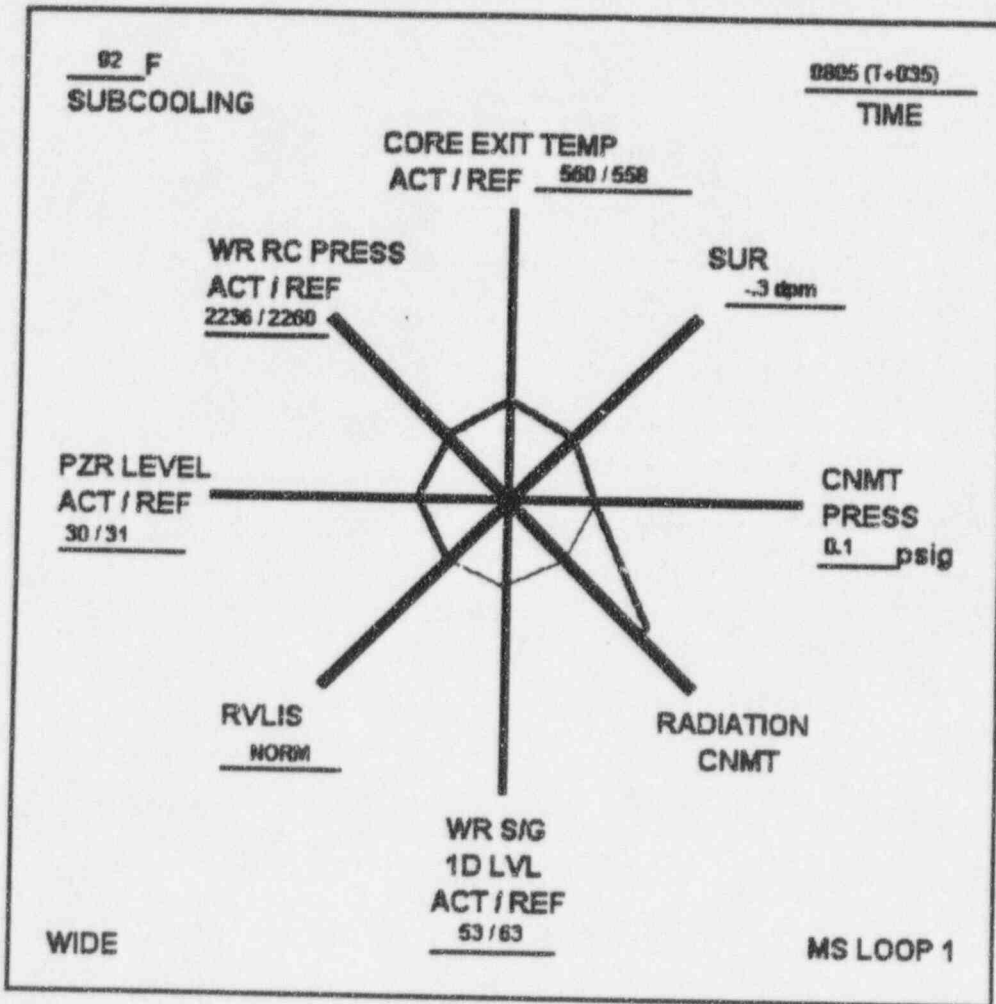 92 F
SUBCOOLING
0805 (T+035)
TIME
CORE EXIT TEMP
ACT / REF 560 / 558
WR RC PRESS
ACT / REF
2236 / 2260
SUR
-.3 dpm
PZR LEVEL
ACT / REF
30 / 31
CNMT
PRESS
0.1 psig
RVLIS
NORM
RADIATION
CNMT
WR S/G
1D LVL
ACT / REF
53 / 63
WIDE
MS LOOP 1